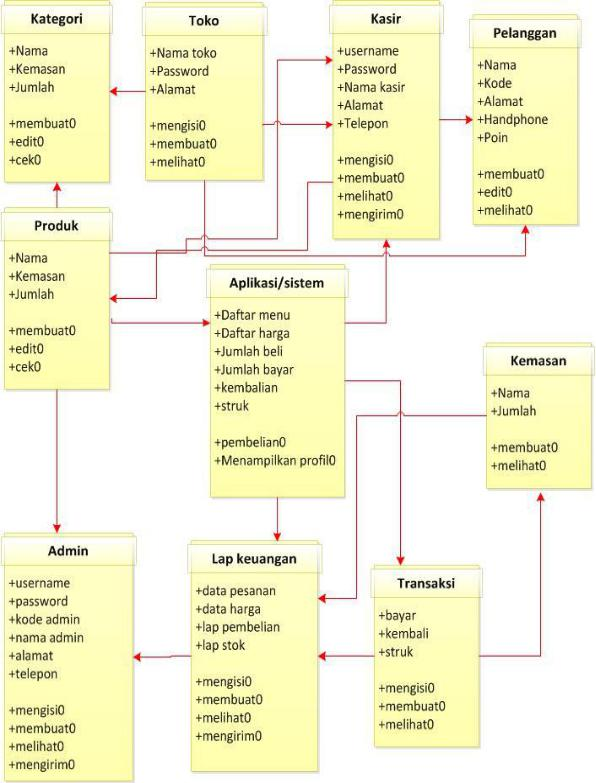 Kategori
+Nama
+Kemasan
+Jumlah
+membuat0
+edit0
+cek0
Toko
+Nama toko
+Password
+Alamat
+mengisi0
+membuat0
+melihat0
Kasir
+username
+Password
+Nama kasir
+Alamat
+Telepon
+mengisi0
+membuat0
+melihat0
+mengirim0
Pelanggan
+Nama
+Kode
+Alamat
+Handphone
+Poin
+membuat0
+edit0
+melihat0
Produk
+Nama
+Kemasan
+Jumlah
+membuat0
+edit0
+cek0
Aplikasi/sistem
+Daftar menu
+Daftar harga
+Jumlah beli
+Jumlah bayar
+kembalian
+struk
+pembelian0
+Menampilkan profil0
Kemasan
+Nama
+Jumlah
+membuat0
+melihat0
Admin
+username
+password
+kode admin
+nama admin
+alamat
+telepon
+mengisi0
+membuat0
+melihat0
+mengirim0
Lap keuangan
+data pesanan
+data harga
+lap pembelian
+lap stok
+mengisi0
+membuat0
+melihat0
+mengirim0
Transaksi
+bayar
+kembali
+struk
+mengisi0
+membuat0
+melihat0